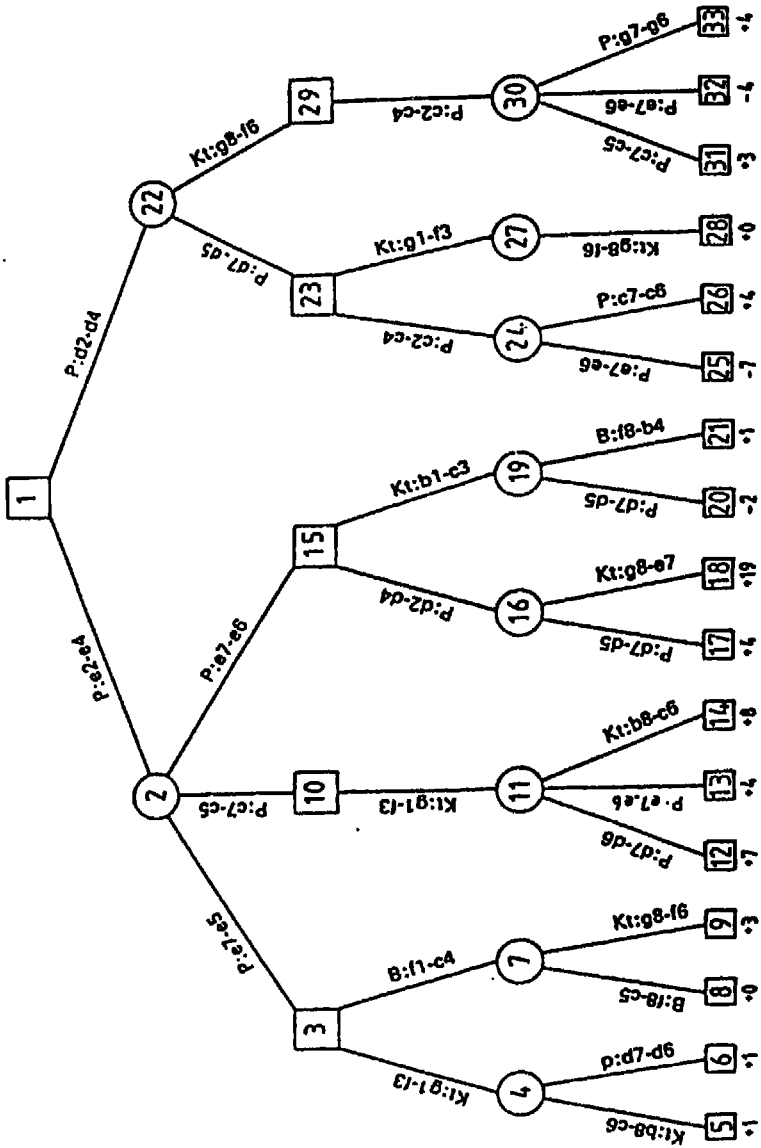 1
P:e2-e4
P:d2-d4
2
22
P:e7-e5
P:c7-c5
P:e7-e6
P:d7-d5
Kt:g8-f6
3
10
15
23
29
Kt:g1-f3
B:f1-c4
Kt:g1-f3
P:d2-d4
Kt:b1-c3
P:c2-c4
Kt:g1-f3
P:c2-c4
4
7
11
16
19
24
27
30
Kt:b8-c6
p:d7-d6
B:f8-c5
Kt:g8-f6
P:d7-d6
P·e7.e6
Kt:b8-c6
P:d7-d5
Kt:g8-e7
P:d7-d5
B:f8-b4
P:e7-e6
P:c7-c6
Kt:g8-f6
P:c7-c5
P:e7-e6
P:g7-g6
5
6
8
9
12
13
14
17
18
20
21
25
26
28
31
32
33
+1
+1
+0
+3
+7
+4
+8
+4
+19
-2
+1
-7
+4
+0
+3
-4
+4